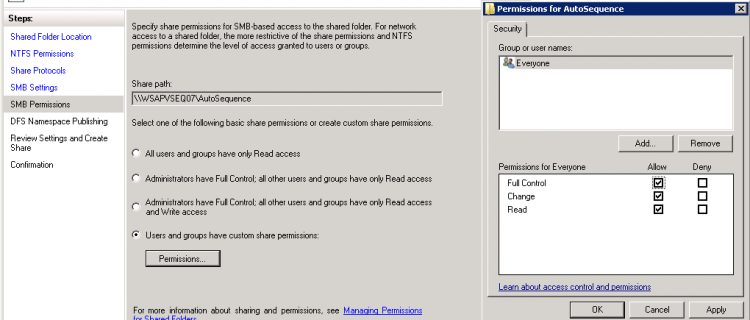 Steps:
Shared Folder Location
NTFS Permissions
Share Protocols
SMB Settings
SMB Permissions
DFS Namespace Publishing
Review Settings and Create
Share
Confirmation
Specify share permissions for SMB-based access to the shared folder. For network
access to a shared folder, the more restrictive of the share permissions and NTFS
permissions determine the level of access granted to users or groups.
Share path:
\\WSAPVSEQ07\AutoSequence
Select one of the following basic share permissions or create custom share permissions.
All users and groups have only Read access
Administrators have Full Control; all other users and groups have only Read access
Administrators have Full Control; all other users and groups have only Read access
and Write access
Users and groups have custom share permissions:
Permissions...
For more information about sharing and permissions, see Managing Permissions
for Shared Folders
Permissions for AutoSequence
Security
Group or user names:
Everyone
Add...
Remove
Permissions for Everyone
Allow
Deny
Full Control
Change
Read
Learn about access control and permissions
OK
Cancel
Apply